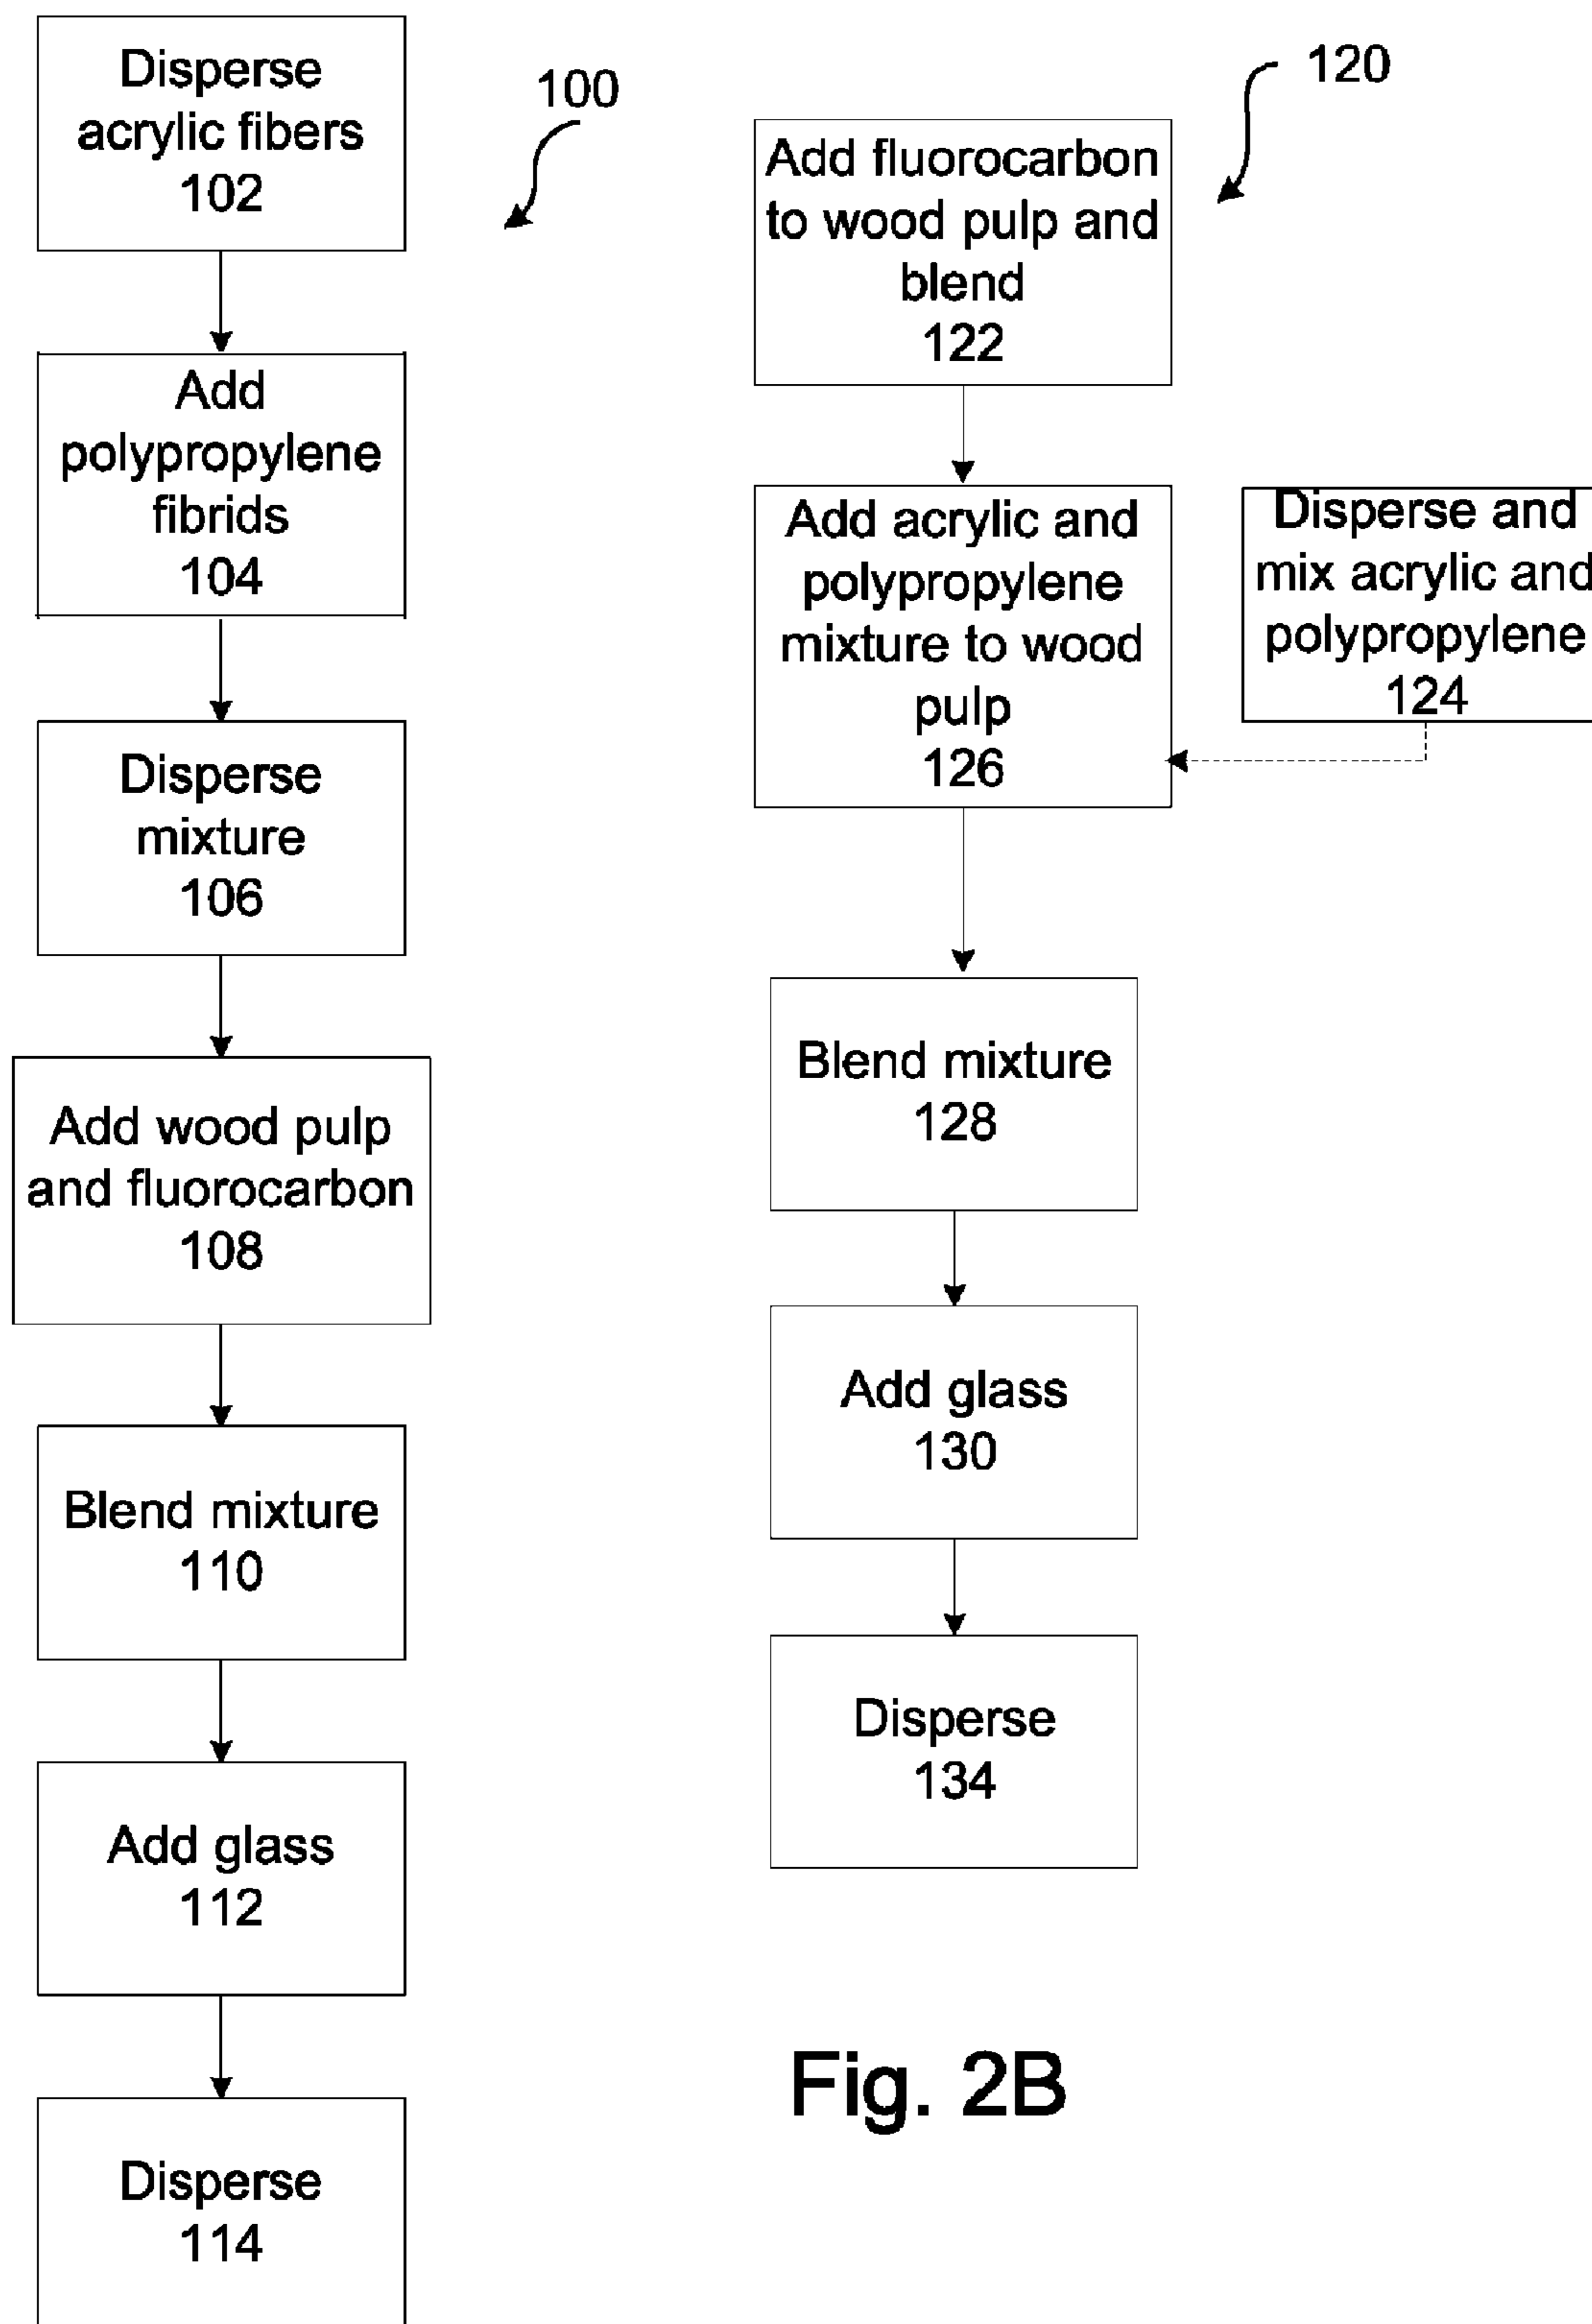 Disperse
acrylic fibers
102
Add
polypropylene
fibrids
104
Disperse
mixture
106
Add wood pulp
and fluorocarbon
108
Blend mixture
110
Add glass
112
Disperse
114
100
120
Add fluorocarbon
to wood pulp and
blend
122
Add acrylic and
polypropylene
mixture to wood
pulp
126
Disperse and
mix acrylic and
polypropylene
124
Blend mixture
128
Add glass
130
Disperse
134
Fig. 2B